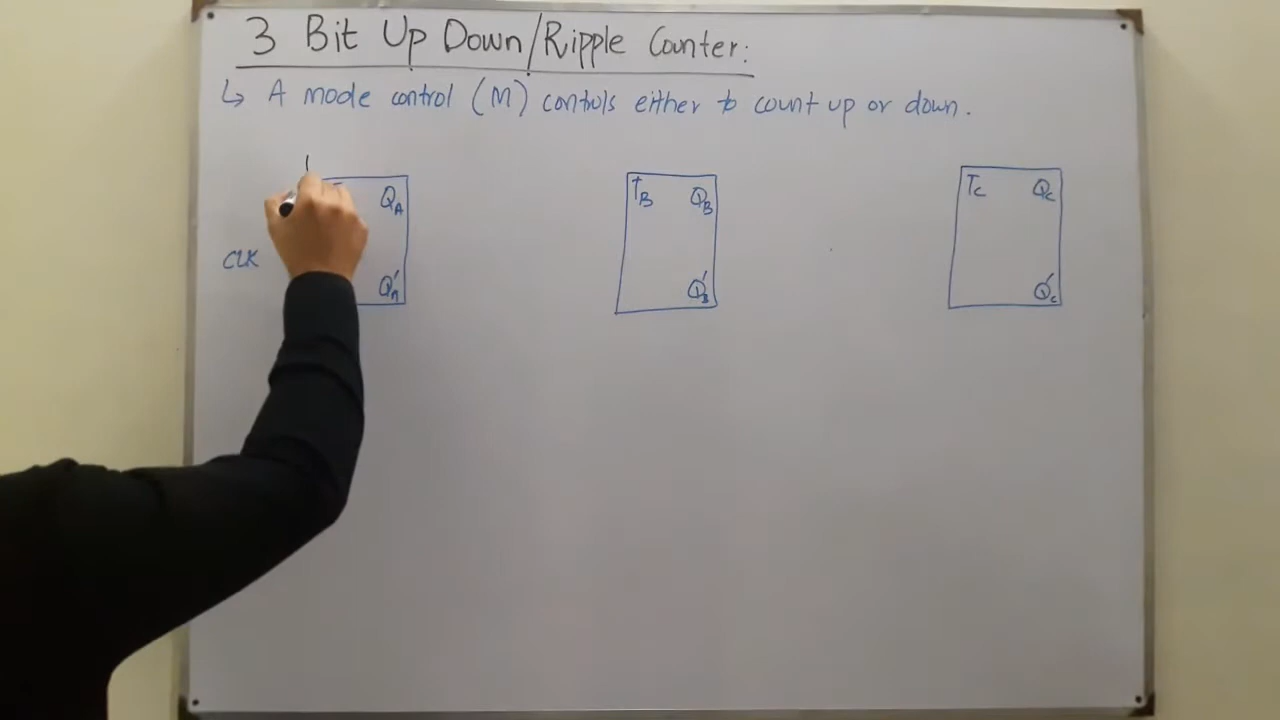 3 Bit Up Down/Ripple Counter:
↳ A mode control (M) controls either to count up or down.
QA TB QB TC QC
CLK
Q'A Q'B Q'C